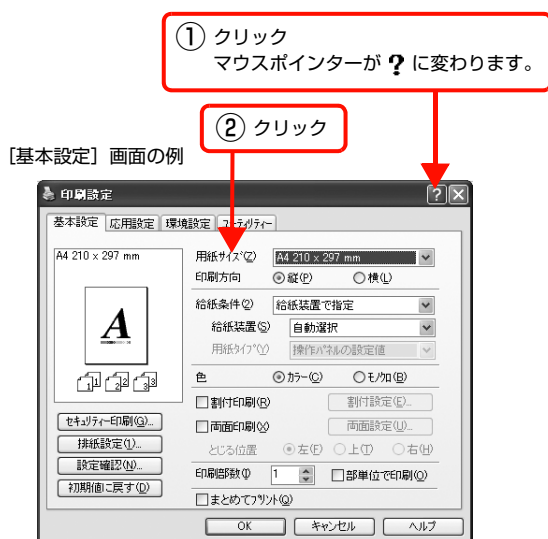 ① クリック
マウスポインターが ? に変わります。
② クリック
[基本設定] 画面の例
印刷設定
基本設定 応用設定 環境設定 ユーティリティー
A4 210 x 297 mm
用紙サイズ(Z) A4 210 x 297 mm
印刷方向 縦(P) 横(L)
給紙条件(2) 給紙装置で指定
給紙装置(S) 自動選択
用紙タイプ(Y) 操作パネルの設定値
A
1 1 2 2 3 3
色 カラー(C) モノクロ(B)
割付印刷(R) 割付設定(E)...
セキュリティー印刷(G)...
両面印刷(X) 両面設定(U)...
排紙設定(1)...
とじる位置 左(F) 上(T) 右(H)
設定確認(N)...
印刷部数(I) 1 部単位で印刷(O)
初期値に戻す(D)
まとめてプリント(Q)
OK キャンセル ヘルプ